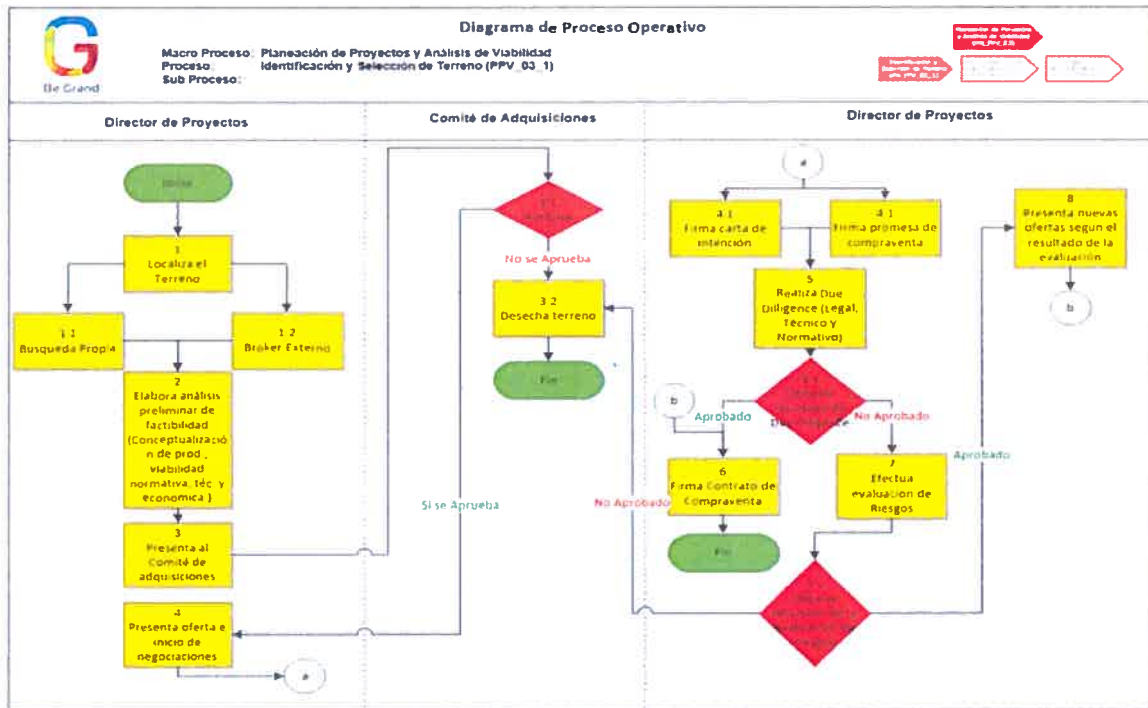 Diagrama de Proceso Operativo
Be Grand
Macro Proceso: Planeación de Proyectos y Análisis de Viabilidad
Proceso: Identificación y Selección de Terreno (PPV_03_1)
Sub Proceso:
Director de Proyectos
Comité de Adquisiciones
Director de Proyectos
Inicio
1
Localiza el
Terreno
1.1
Busqueda Propia
1.2
Bróker Externo
2
Elabora análisis
preliminar de
factibilidad
(Conceptualizació
n de prod.,
viabilidad
normativa, téc. y
economica )
3
Presenta al
Comité de
adquisiciones
4
Presenta oferta e
inicio de
negociaciones
a
No se Aprueba
3.2
Desecha terreno
Fin
Si se Aprueba
a
4.1
Firma carta de
intención
4.1
Firma promesa de
compraventa
5
Realiza Due
Dilligence (Legal,
Técnico y
Normativo)
b
Aprobado
No Aprobado
6
Firma Contrato de
Compraventa
Fin
7
Efectua
evaluacion de
Riesgos
No Aprobado
Aprobado
8
Presenta nuevas
ofertas segun el
resultado de la
evaluación
b